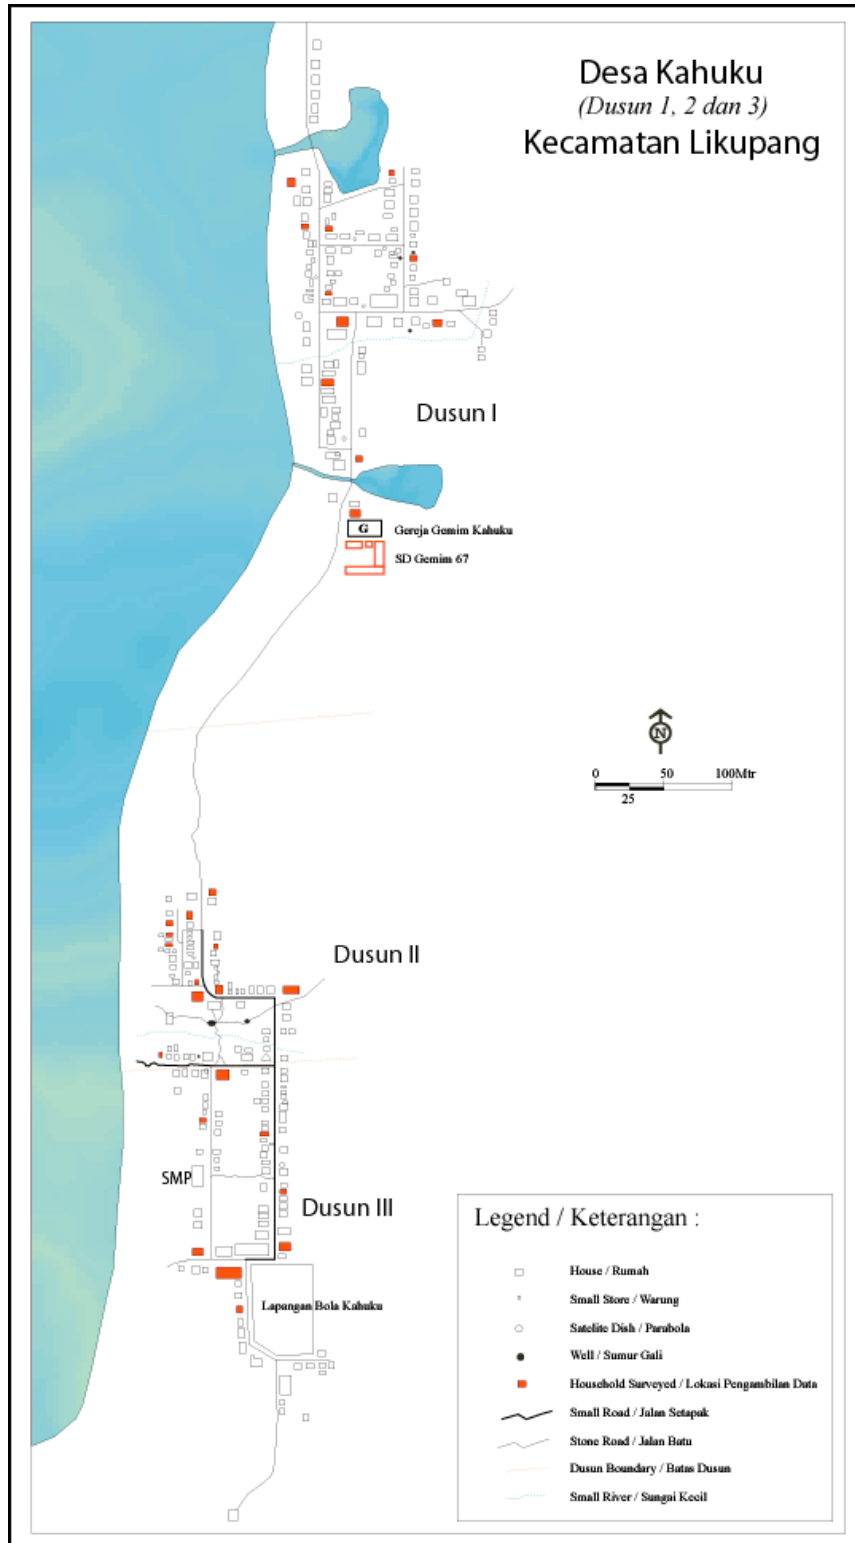 Desa Kahuku
(Dusun 1, 2 dan 3)
Kecamatan Likupang
Dusun I
G
Gereja Gemim Kahuku
SD Gemim 67
N
0 50 100Mtr
25
Dusun II
SMP
Dusun III
Lapangan Bola Kahuku
Legend / Keterangan :
House / Rumah
Small Store / Warung
Satelite Dish / Parabola
Well / Sumur Gali
Household Surveyed / Lokasi Pengambilan Data
Small Road / Jalan Setapak
Stone Road / Jalan Batu
Dusun Boundary / Batas Dusun
Small River / Sungai Kecil